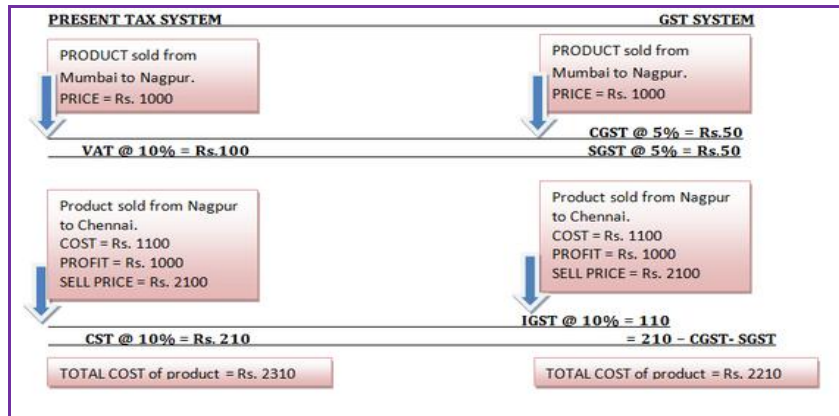 PRESENT TAX SYSTEM
GST SYSTEM
PRODUCT sold from
Mumbai to Nagpur.
PRICE = Rs. 1000
PRODUCT sold from
Mumbai to Nagpur.
PRICE = Rs. 1000
VAT @ 10% = Rs.100
CGST @ 5% = Rs.50
SGST @ 5% = Rs.50
Product sold from Nagpur
to Chennai.
COST = Rs. 1100
PROFIT = Rs. 1000
SELL PRICE = Rs. 2100
Product sold from Nagpur
to Chennai.
COST = Rs. 1100
PROFIT = Rs. 1000
SELL PRICE = Rs. 2100
CST @ 10% = Rs. 210
IGST @ 10% = 110
= 210 – CGST- SGST
TOTAL COST of product = Rs. 2310
TOTAL COST of product = Rs. 2210